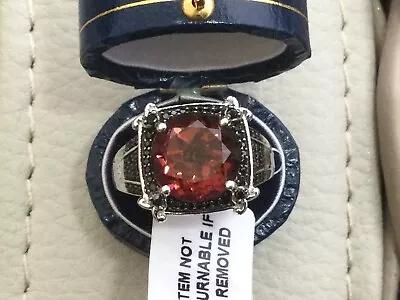 TEM NOT
URNABLE IF
REMOVED